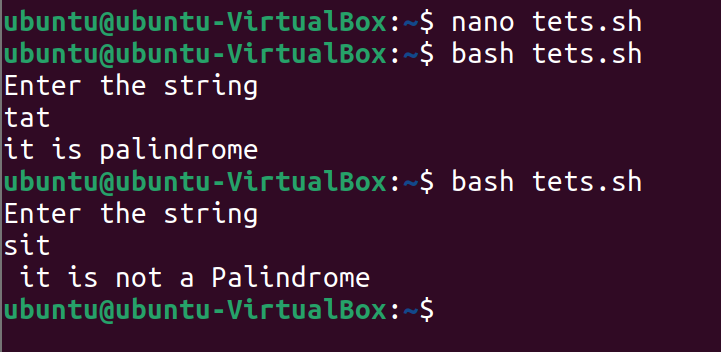 ubuntu@ubuntu-VirtualBox:~$ nano tets.sh
ubuntu@ubuntu-VirtualBox:~$ bash tets.sh
Enter the string
tat
it is palindrome
ubuntu@ubuntu-VirtualBox:~$ bash tets.sh
Enter the string
sit
 it is not a Palindrome
ubuntu@ubuntu-VirtualBox:~$